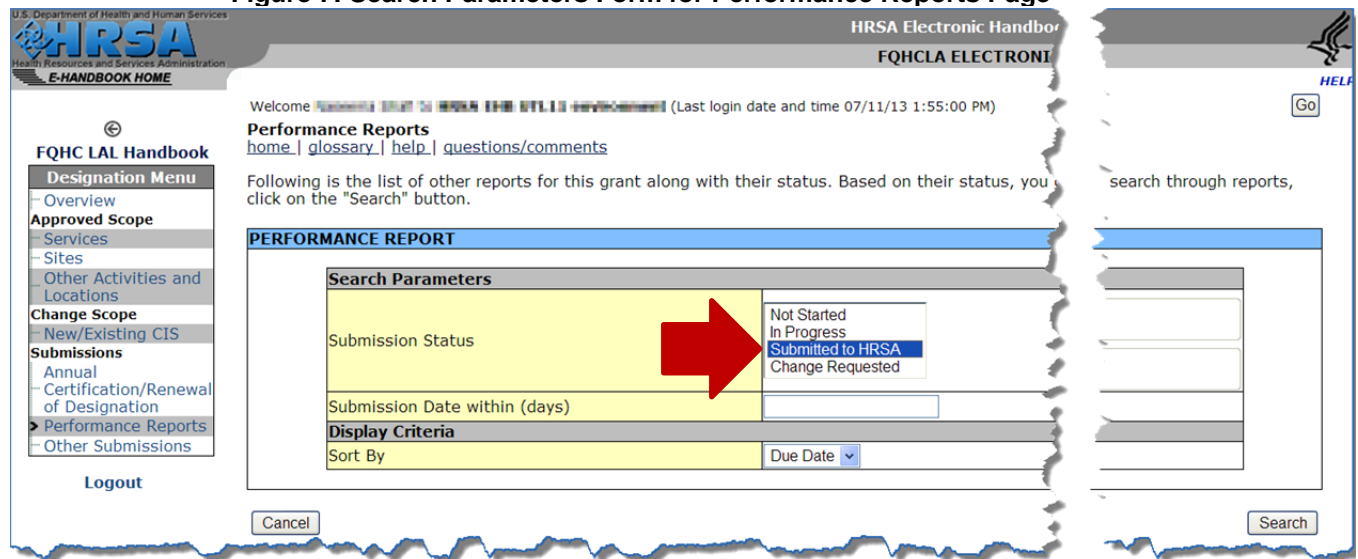 Figure 7: Search Parameters Form for Performance Reports Page
U.S. Department of Health and Human Services
HRSA
Health Resources and Services Administration
E-HANDBOOK HOME
HRSA Electronic Handbo
FQHCLA ELECTRONI
HELP
Welcome (Last login date and time 07/11/13 1:55:00 PM)
Go
Performance Reports
home | glossary | help | questions/comments
Following is the list of other reports for this grant along with their status. Based on their status, you search through reports,
click on the "Search" button.
FQHC LAL Handbook
Designation Menu
Overview
Approved Scope
Services
Sites
Other Activities and
Locations
Change Scope
New/Existing CIS
Submissions
Annual
Certification/Renewal
of Designation
Performance Reports
Other Submissions
Logout
PERFORMANCE REPORT
Search Parameters
Submission Status
Not Started
In Progress
Submitted to HRSA
Change Requested
Submission Date within (days)
Display Criteria
Sort By
Due Date
Cancel
Search